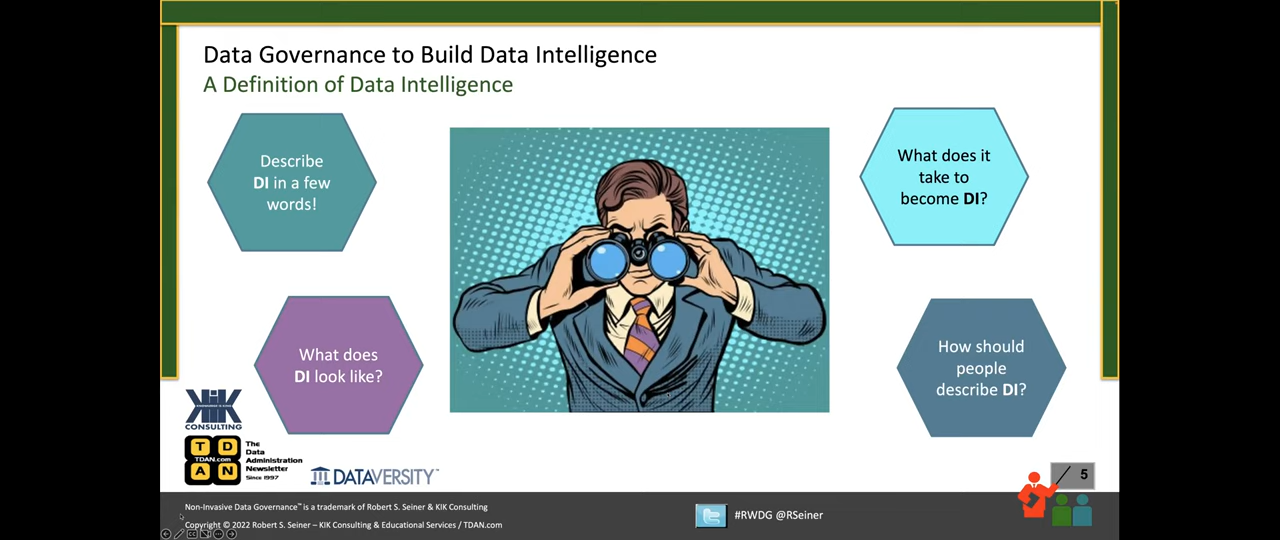 Data Governance to Build Data Intelligence
A Definition of Data Intelligence
Describe
DI in a few
words!
What does it
take to
become DI?
What does
DI look like?
How should
people
describe DI?
KIK
CONSULTING
T D
TDAN.com
A N
The
Data
Administration
Newsletter
Since 1997
DATAVERSITY™
5
Non-Invasive Data Governance™ is a trademark of Robert S. Seiner & KIK Consulting
Copyright © 2022 Robert S. Seiner – KIK Consulting & Educational Services / TDAN.com
#RWDG @RSeiner